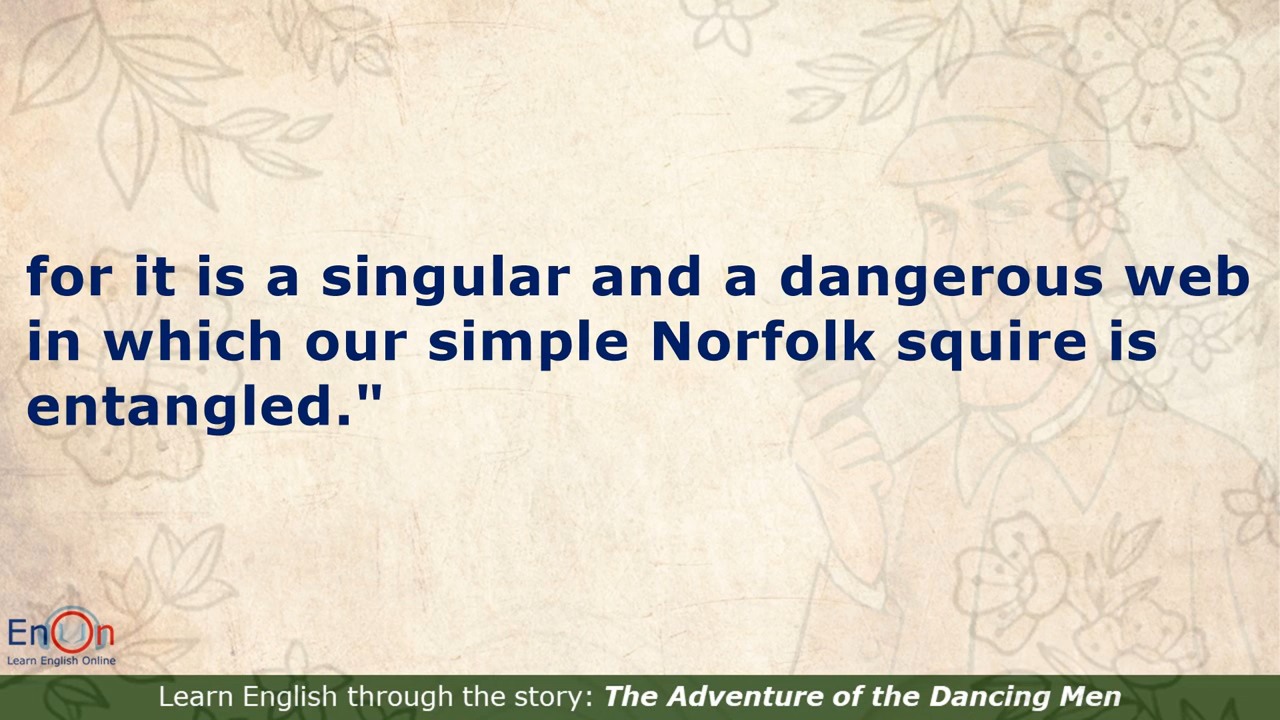 for it is a singular and a dangerous web
in which our simple Norfolk squire is
entangled."
EnOn
Learn English Online
Learn English through the story: The Adventure of the Dancing Men